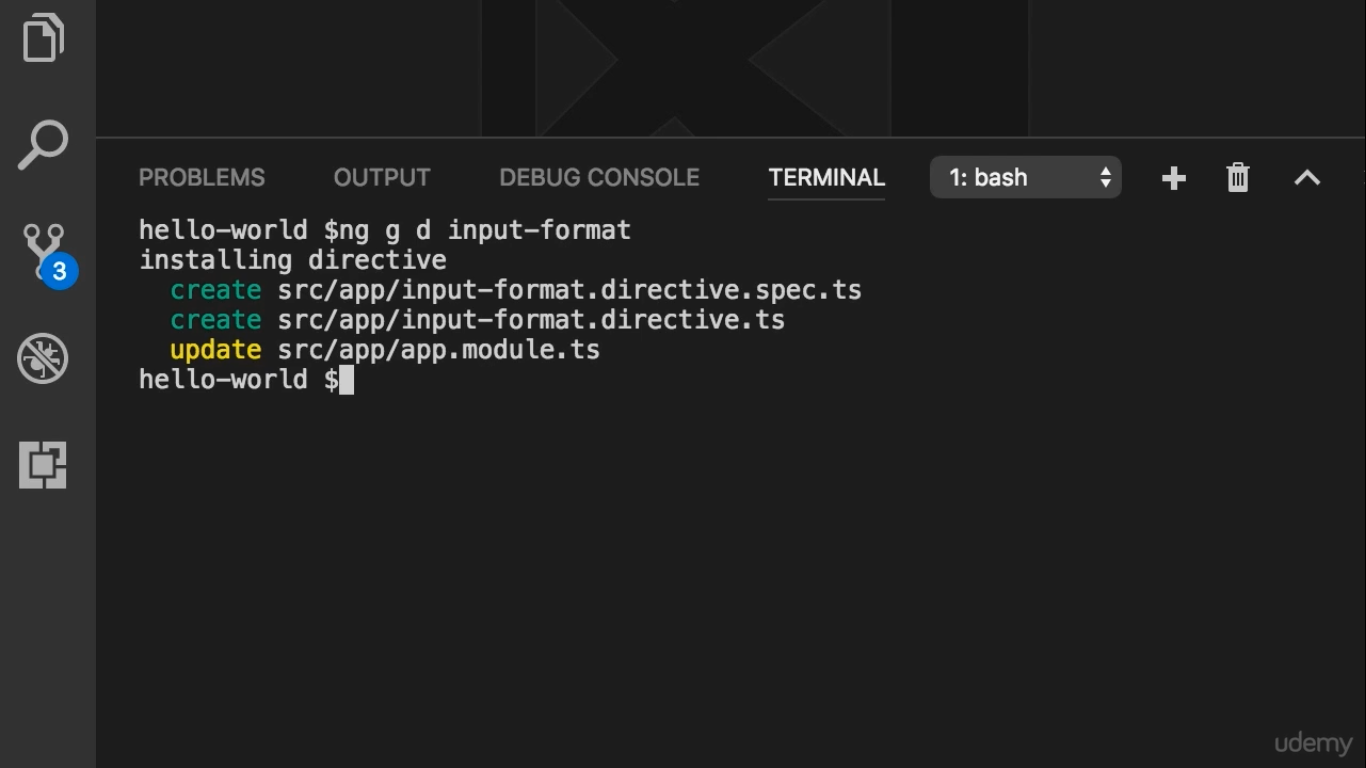 PROBLEMS OUTPUT DEBUG CONSOLE TERMINAL 1: bash
hello-world $ng g d input-format
installing directive
create src/app/input-format.directive.spec.ts
create src/app/input-format.directive.ts
update src/app/app.module.ts
hello-world $
3
udemy